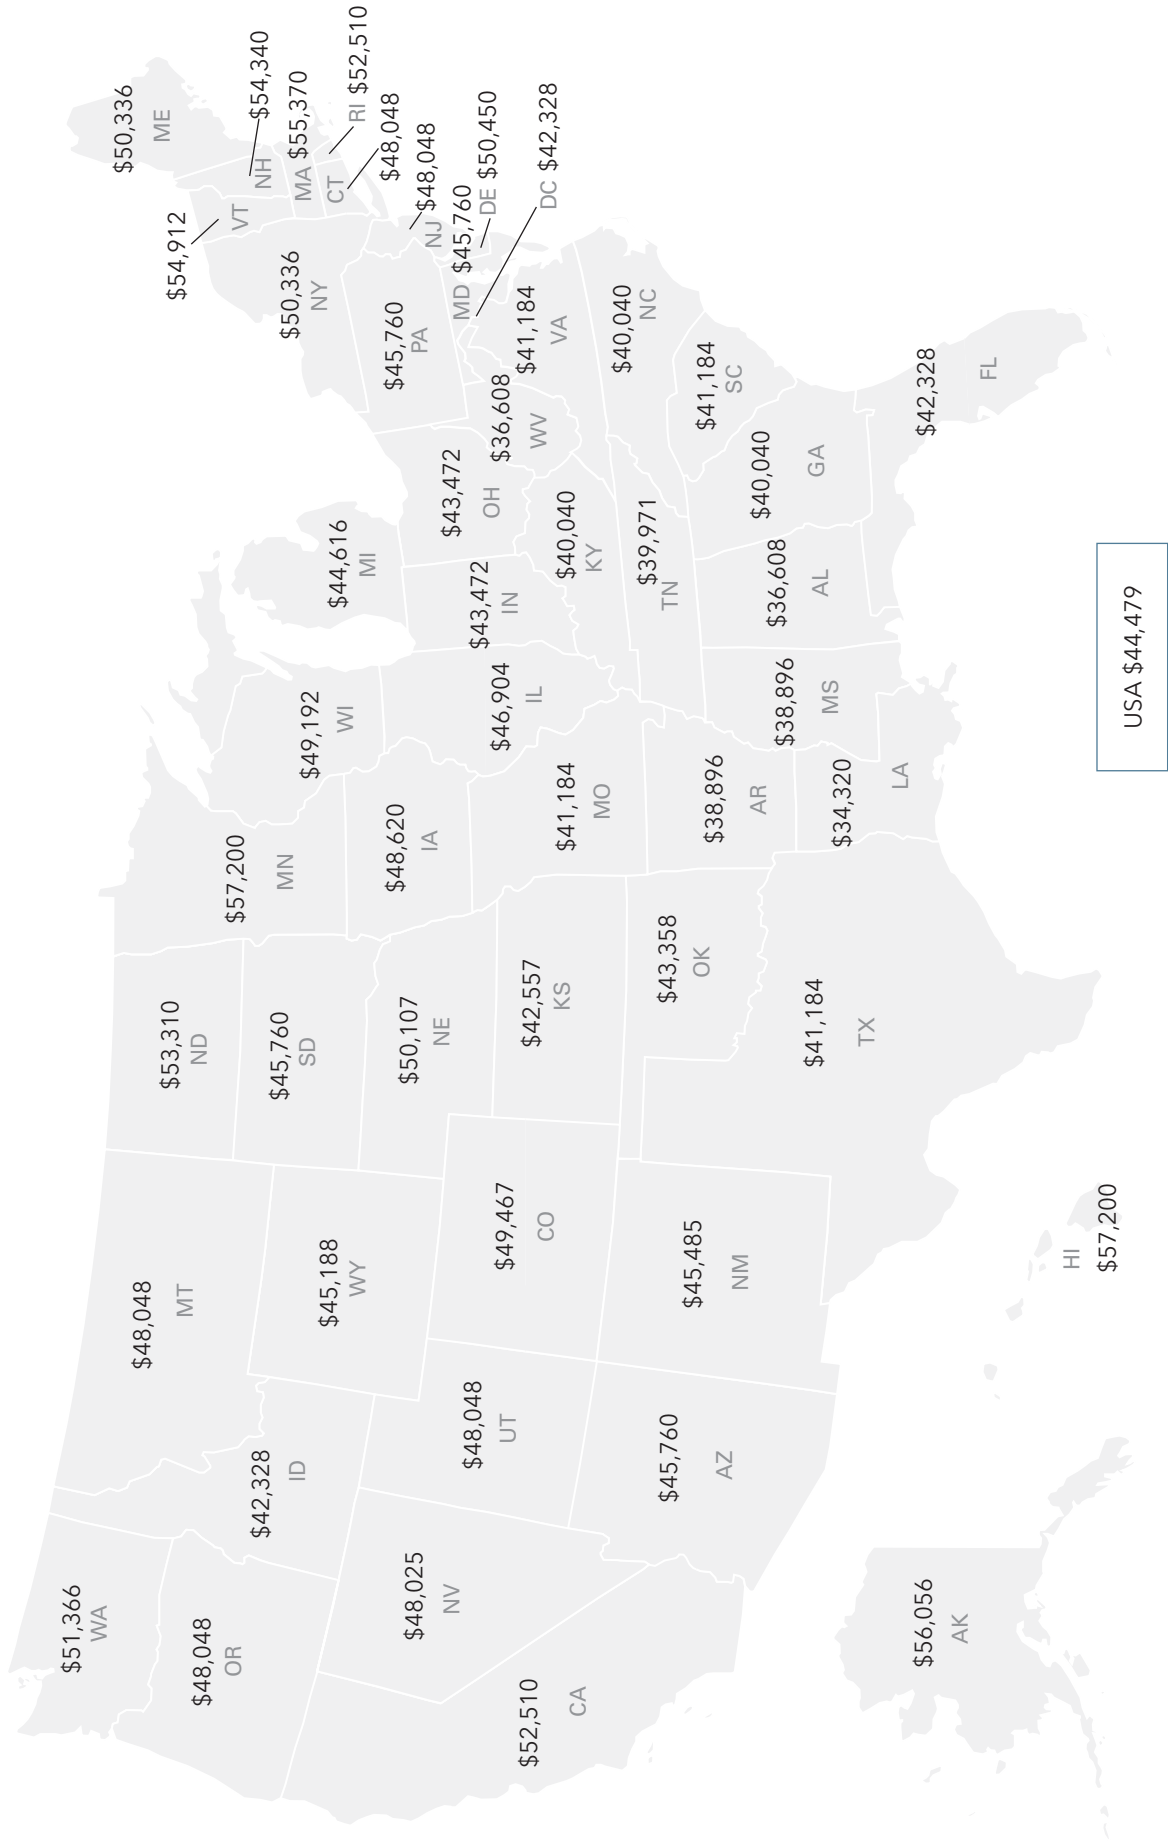 $51,366
WA
$48,048
OR
$52,510
CA
$48,025
NV
$42,328
ID
$48,048
MT
$45,188
WY
$48,048
UT
$49,467
CO
$45,760
AZ
$45,485
NM
$53,310
ND
$45,760
SD
$50,107
NE
$42,557
KS
$43,358
OK
$41,184
TX
$57,200
MN
$48,620
IA
$41,184
MO
$38,896
AR
$34,320
LA
$49,192
WI
$46,904
IL
$44,616
MI
$43,472
IN
$43,472
OH
$40,040
KY
$39,971
TN
$38,896
MS
$36,608
AL
$40,040
GA
$42,328
FL
$41,184
SC
$40,040
NC
$41,184
VA
$36,608
WV
$45,760
PA
$50,336
NY
$54,912
VT
$54,340
NH
$50,336
ME
MA $55,370
RI $52,510
$48,048
CT
$48,048
NJ
DE $50,450
MD $45,760
DC $42,328
$56,056
AK
HI
$57,200
USA $44,479